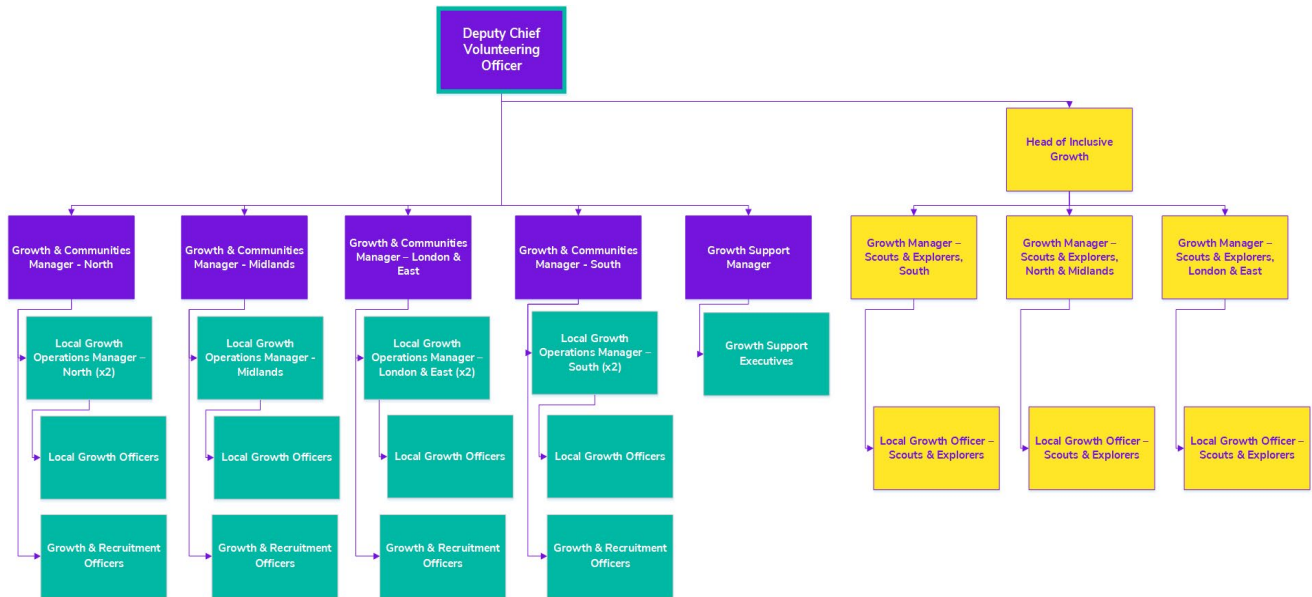 Deputy Chief
Volunteering
Officer
Head of Inclusive
Growth
Growth & Communities
Manager - North
Growth & Communities
Manager - Midlands
Growth & Communities
Manager – London &
East
Growth & Communities
Manager - South
Growth Support
Manager
Growth Manager –
Scouts & Explorers,
South
Growth Manager –
Scouts & Explorers,
North & Midlands
Growth Manager –
Scouts & Explorers,
London & East
Local Growth
Operations Manager –
North (x2)
Local Growth
Operations Manager -
Midlands
Local Growth
Operations Manager –
London & East (x2)
Local Growth
Operations Manager –
South (x2)
Growth Support
Executives
Local Growth Officers
Local Growth Officers
Local Growth Officers
Local Growth Officers
Local Growth Officer –
Scouts & Explorers
Local Growth Officer –
Scouts & Explorers
Local Growth Officer –
Scouts & Explorers
Growth & Recruitment
Officers
Growth & Recruitment
Officers
Growth & Recruitment
Officers
Growth & Recruitment
Officers